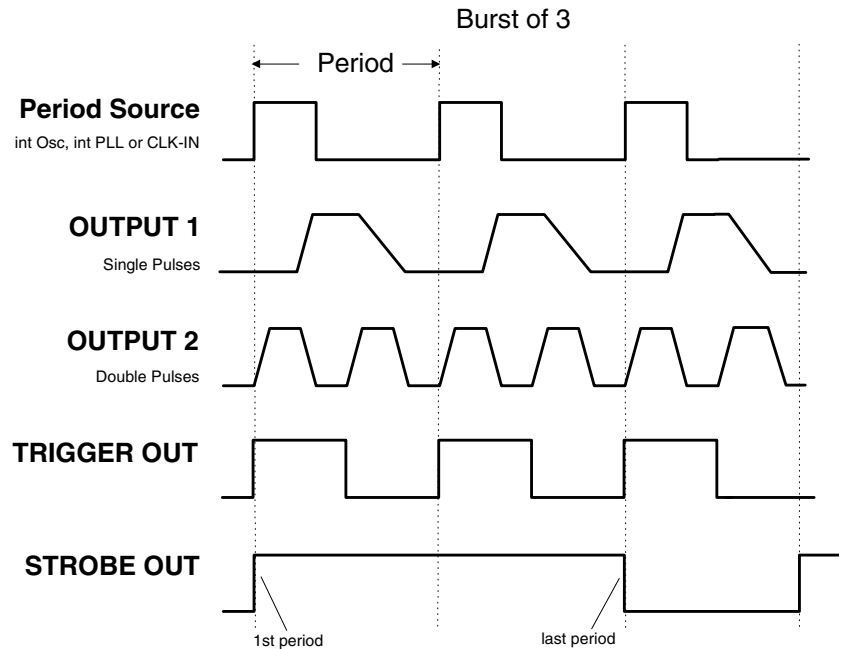 Burst of 3
Period
Period Source
int Osc, int PLL or CLK-IN
OUTPUT 1
Single Pulses
OUTPUT 2
Double Pulses
TRIGGER OUT
STROBE OUT
1st period
last period